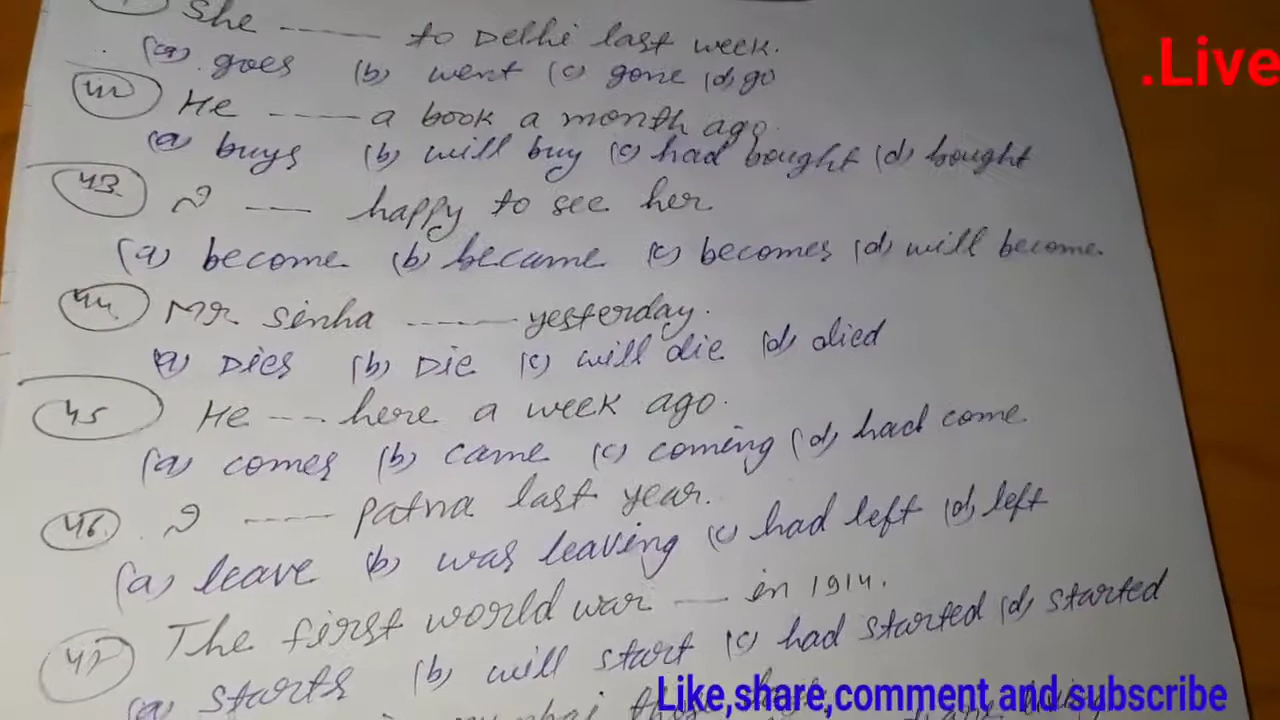 She ------ to Delhi last week.
(a) goes (b) went (c) gone (d) go
42 He ------ a book a month ago.
(a) buys (b) will buy (c) had bought (d) bought
43 I ---- happy to see her
(a) become (b) became (c) becomes (d) will become
44 Mr Sinha ------ yesterday.
(a) Dies (b) Die (c) will die (d) died
45 He --- here a week ago.
(a) comes (b) came (c) coming (d) had come
46. I ----- Patna last year.
(a) leave (b) was leaving (c) had left (d) left
47 The first world war --- in 1914.
(a) starts (b) will start (c) had started (d) started
.Live
Like,share,comment and subscribe